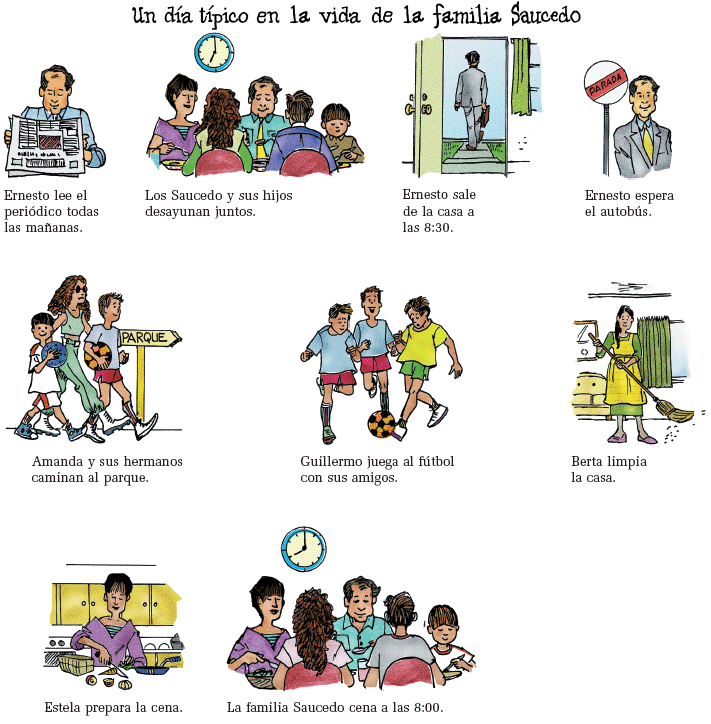 Un día típico en la vida de la familia Saucedo
Ernesto lee el
periódico todas
las mañanas.
Los Saucedo y sus hijos
desayunan juntos.
Ernesto sale
de la casa a
las 8:30.
PARADA
Ernesto espera
el autobús.
PARQUE
Amanda y sus hermanos
caminan al parque.
Guillermo juega al fútbol
con sus amigos.
Berta limpia
la casa.
Estela prepara la cena.
La familia Saucedo cena a las 8:00.